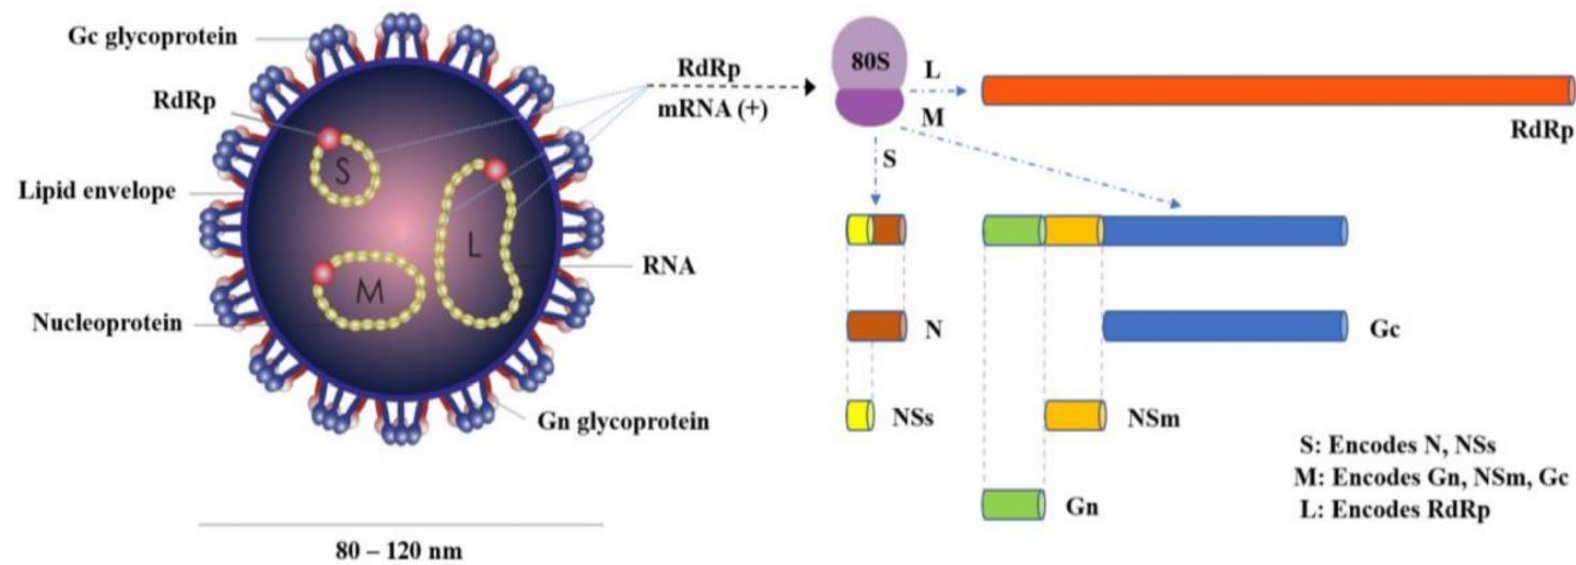 Gc glycoprotein
RdRp
Lipid envelope
Nucleoprotein
S
M
L
RNA
Gn glycoprotein
80 – 120 nm
RdRp
mRNA (+)
80S
L
M
S
RdRp
N
Gc
NSs
NSm
Gn
S: Encodes N, NSs
M: Encodes Gn, NSm, Gc
L: Encodes RdRp